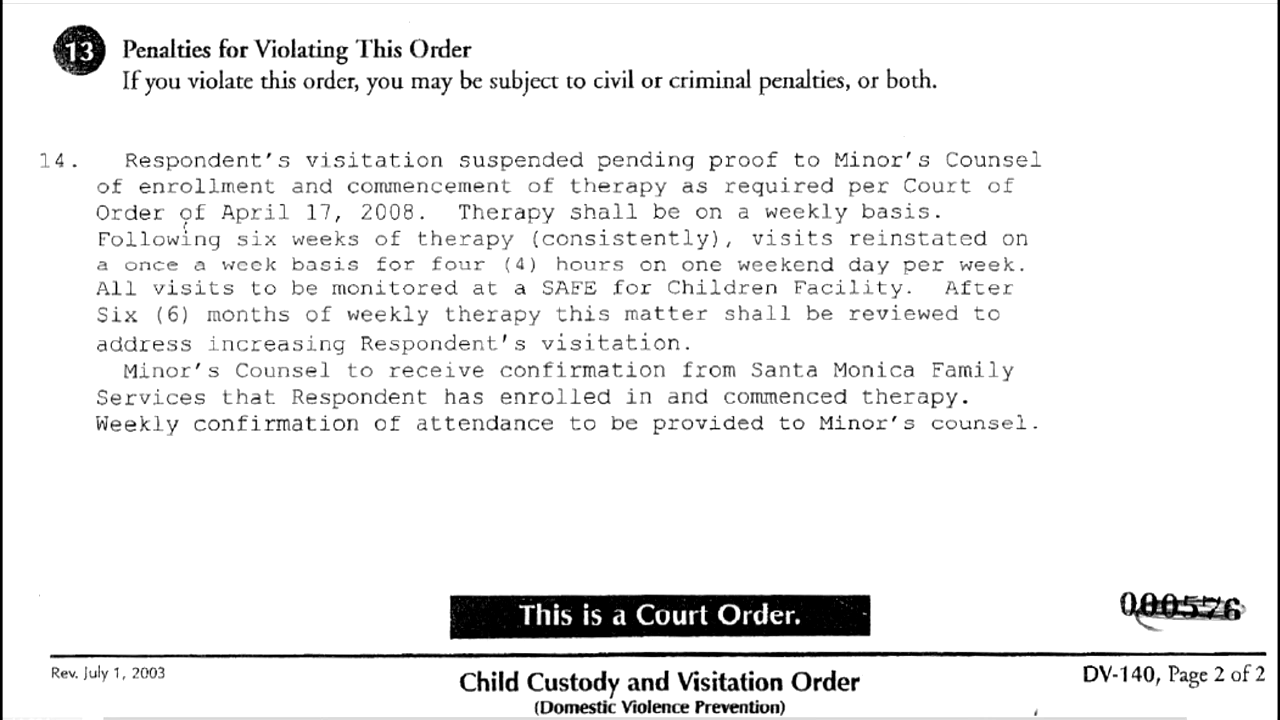 13 Penalties for Violating This Order
If you violate this order, you may be subject to civil or criminal penalties, or both.
14. Respondent's visitation suspended pending proof to Minor's Counsel
of enrollment and commencement of therapy as required per Court of
Order of April 17, 2008. Therapy shall be on a weekly basis.
Following six weeks of therapy (consistently), visits reinstated on
a once a week basis for four (4) hours on one weekend day per week.
All visits to be monitored at a SAFE for Children Facility. After
Six (6) months of weekly therapy this matter shall be reviewed to
address increasing Respondent's visitation.
Minor's Counsel to receive confirmation from Santa Monica Family
Services that Respondent has enrolled in and commenced therapy.
Weekly confirmation of attendance to be provided to Minor's counsel.
This is a Court Order.
000576
Rev. July 1, 2003
Child Custody and Visitation Order
(Domestic Violence Prevention)
DV-140, Page 2 of 2